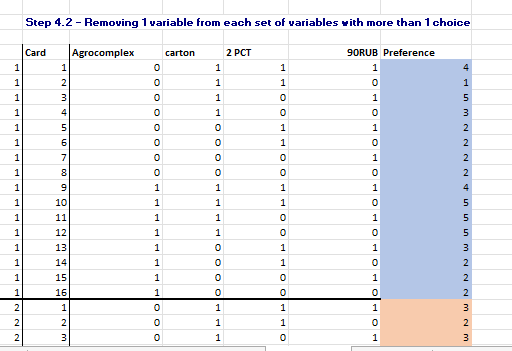 Step 4.2 - Removing 1 variable from each set of variables with more than 1 choice
Card Agrocomplex carton 2 PCT 90RUB Preference
1 1 0 1 1 1 4
1 2 0 1 1 0 1
1 3 0 1 0 1 5
1 4 0 1 0 0 3
1 5 0 0 1 1 2
1 6 0 0 1 0 2
1 7 0 0 0 1 2
1 8 0 0 0 0 2
1 9 1 1 1 1 4
1 10 1 1 1 0 5
1 11 1 1 0 1 5
1 12 1 1 0 0 5
1 13 1 0 1 1 3
1 14 1 0 1 0 2
1 15 1 0 0 1 2
1 16 1 0 0 0 2
2 1 0 1 1 1 3
2 2 0 1 1 0 2
2 3 0 1 0 1 3